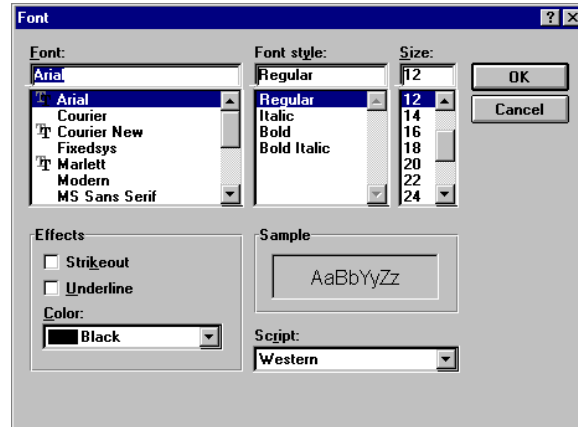 Font
Font:
Arial
Arial
Courier
Courier New
Fixedsys
Marlett
Modern
MS Sans Serif
Font style:
Regular
Regular
Italic
Bold
Bold Italic
Size:
12
12
14
16
18
20
22
24
OK
Cancel
Effects
Strikeout
Underline
Color:
Black
Sample
AaBbYyZz
Script:
Western